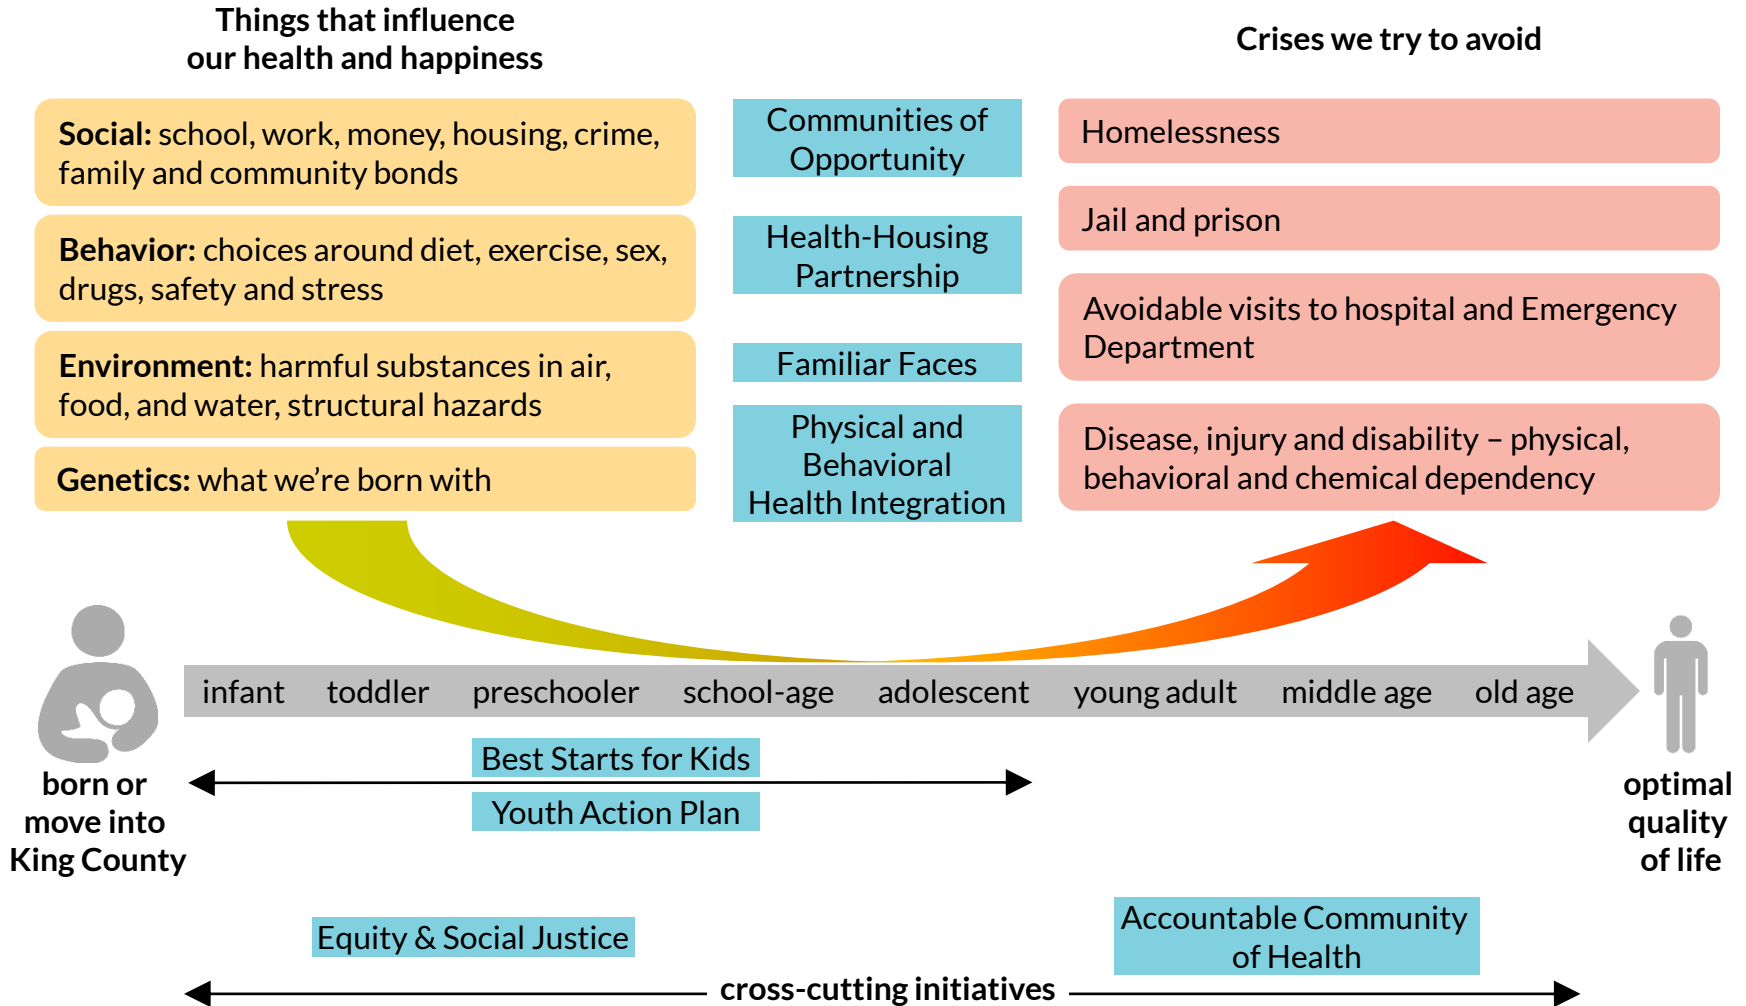 Things that influence
our health and happiness
Social: school, work, money, housing, crime,
family and community bonds
Behavior: choices around diet, exercise, sex,
drugs, safety and stress
Environment: harmful substances in air,
food, and water, structural hazards
Genetics: what we’re born with
Communities of
Opportunity
Health-Housing
Partnership
Familiar Faces
Physical and
Behavioral
Health Integration
Crises we try to avoid
Homelessness
Jail and prison
Avoidable visits to hospital and Emergency
Department
Disease, injury and disability – physical,
behavioral and chemical dependency
born or
move into
King County
infant toddler preschooler school-age adolescent young adult middle age old age
optimal
quality
of life
Best Starts for Kids
Youth Action Plan
Equity & Social Justice
Accountable Community
of Health
cross-cutting initiatives